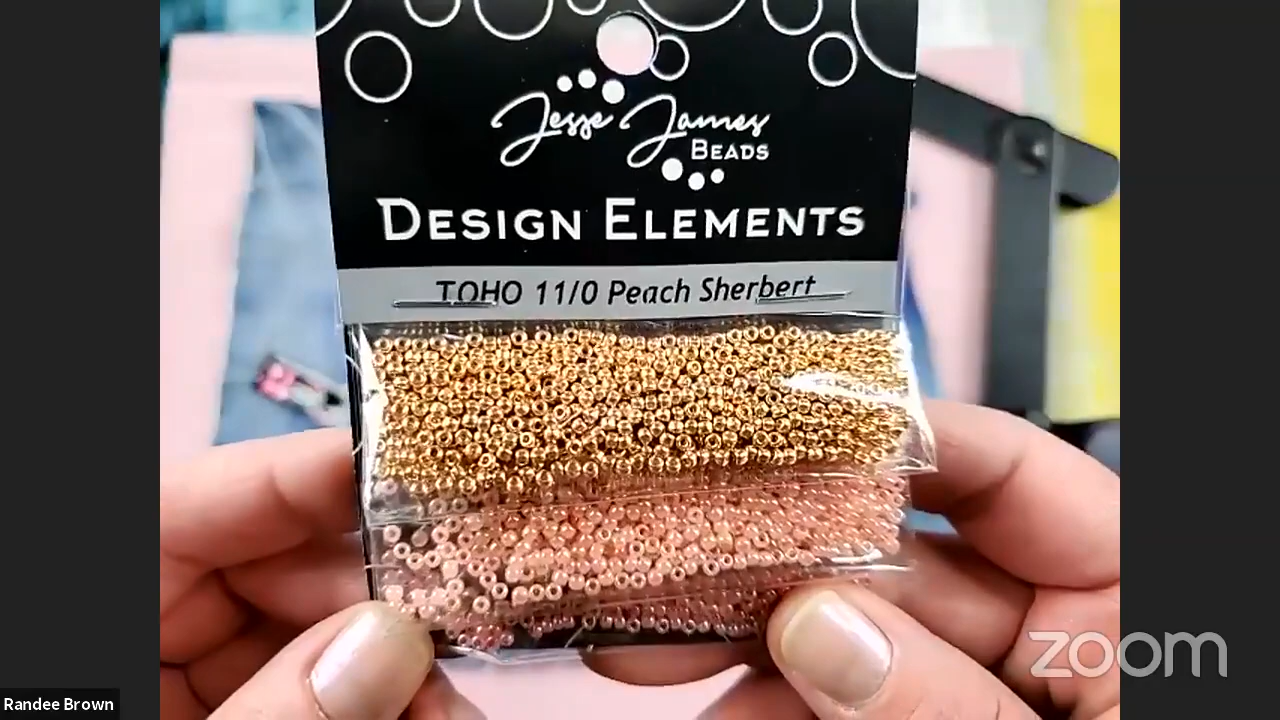 Jesse James
BEADS
DESIGN ELEMENTS
TOHO 11/0 Peach Sherbert
zoom
Randee Brown